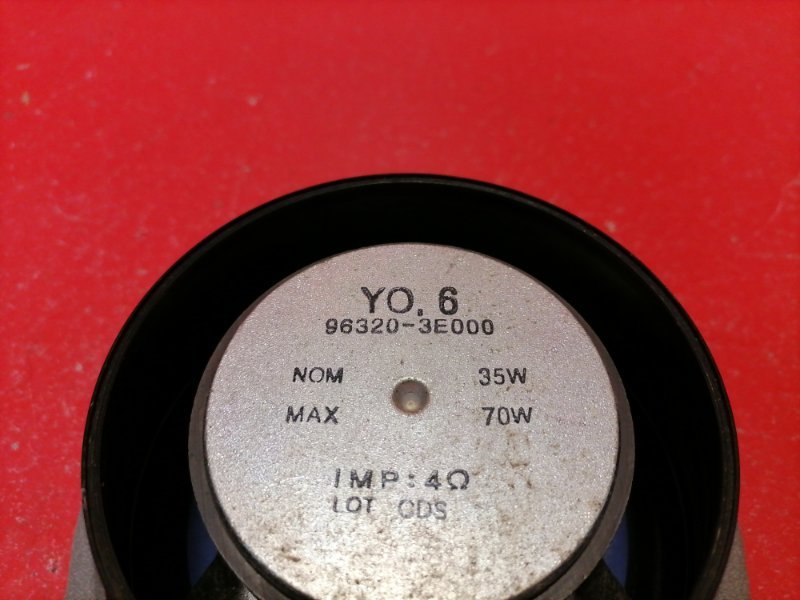 YO. 6
96320-3E000
NOM 35W
MAX 70W
IMP: 4Ω
LOT CDS